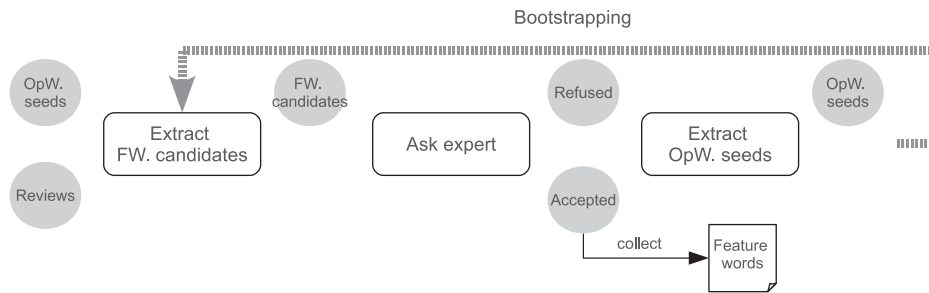 Bootstrapping
OpW.
seeds
Reviews
Extract
FW. candidates
FW.
candidates
Ask expert
Refused
Accepted
collect
Feature
words
Extract
OpW. seeds
OpW.
seeds